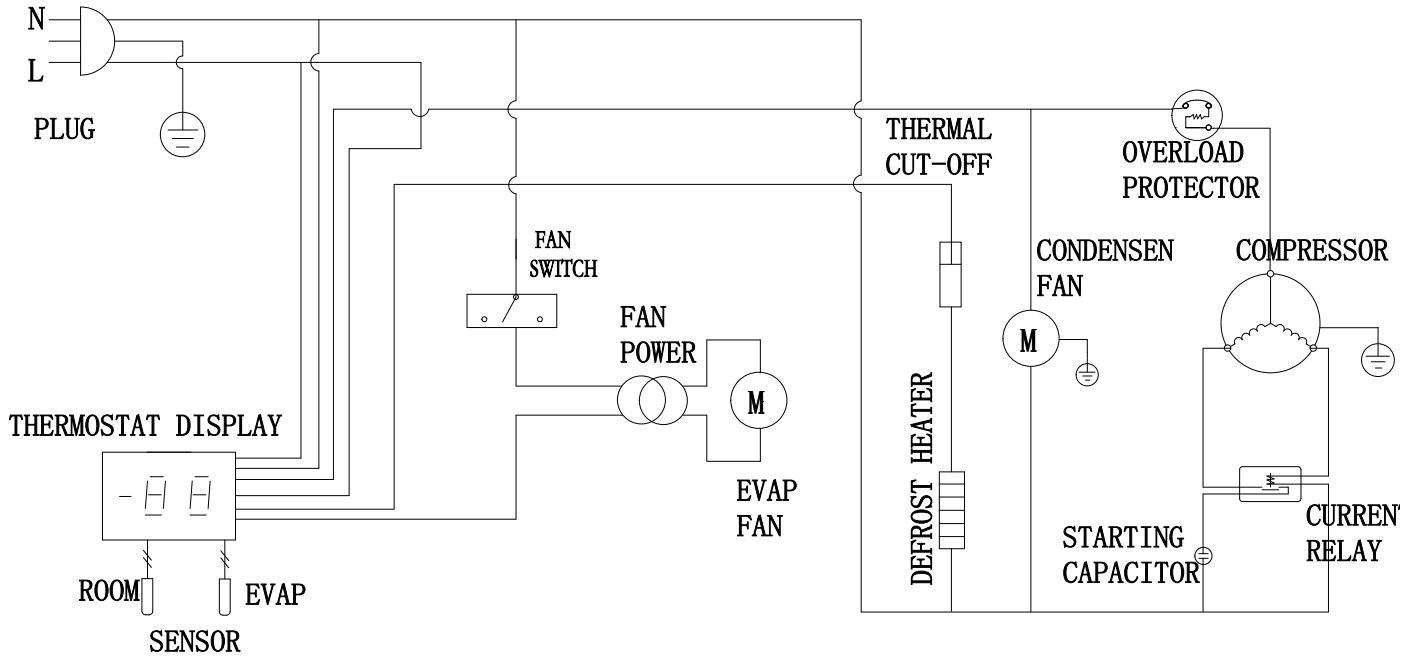 N
L
PLUG
THERMAL
CUT-OFF
OVERLOAD
PROTECTOR
FAN
SWITCH
CONDENSEN
FAN
COMPRESSOR
FAN
POWER
M
M
THERMOSTAT DISPLAY
DEFROST HEATER
EVAP
FAN
STARTING
CAPACITOR
CURREN
RELAY
ROOM
EVAP
SENSOR